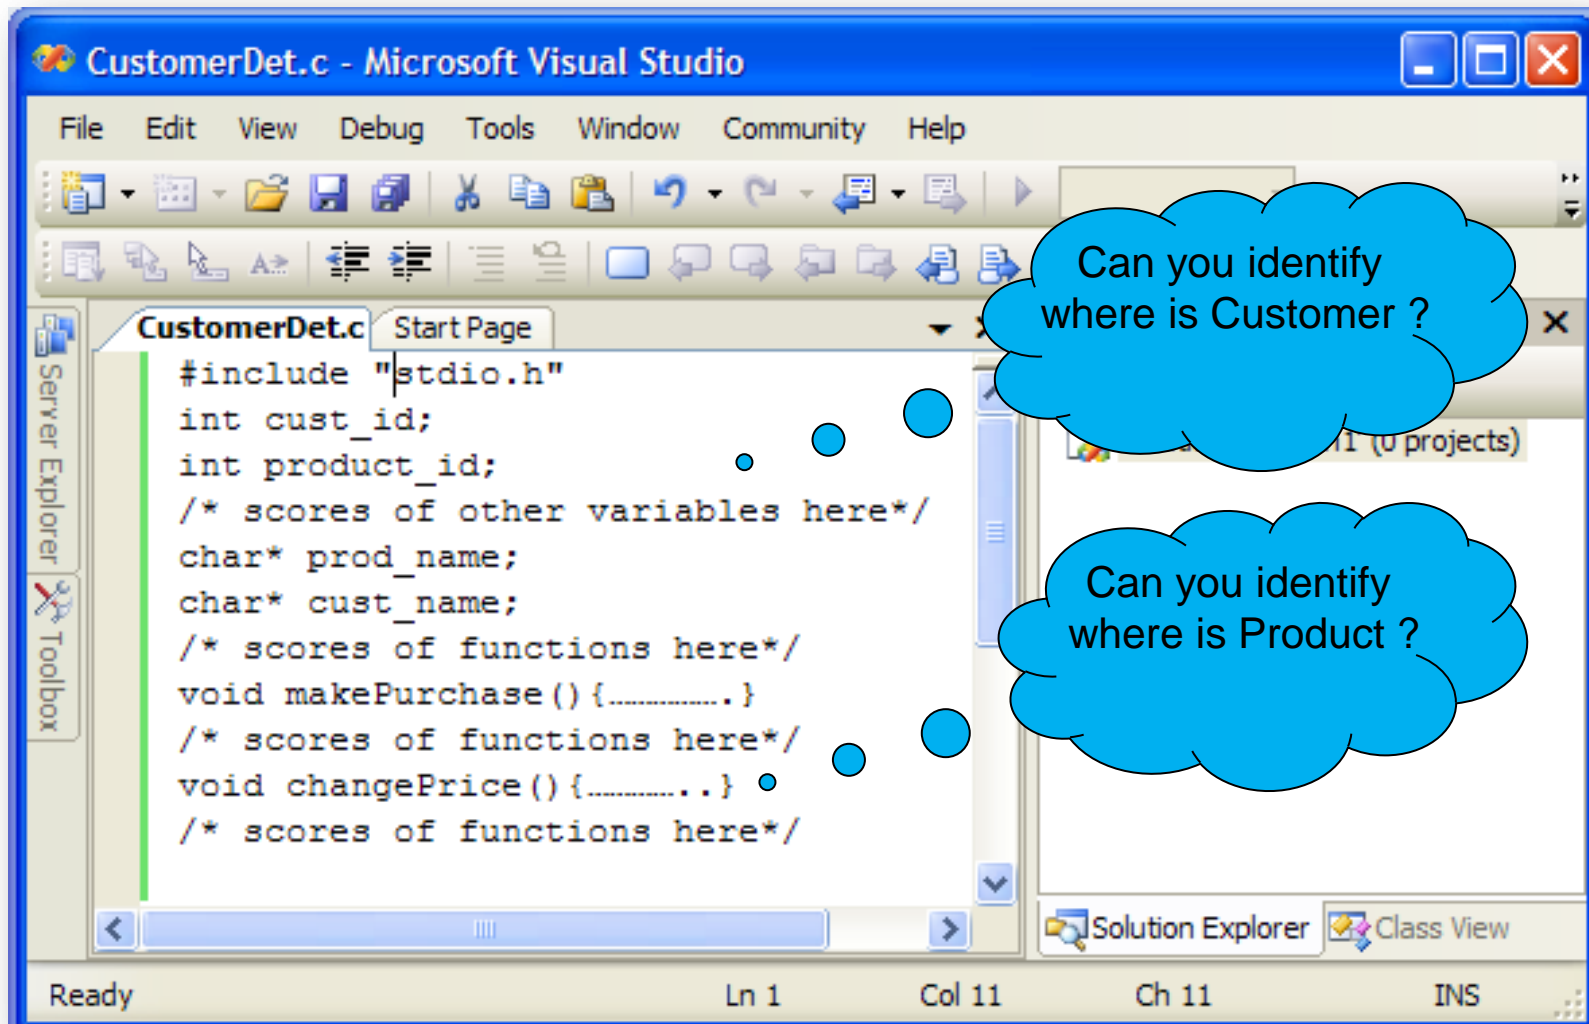 CustomerDet.c - Microsoft Visual Studio
File Edit View Debug Tools Window Community Help
CustomerDet.c Start Page
Server Explorer
Toolbox
#include "stdio.h"
int cust_id;
int product_id;
/* scores of other variables here*/
char* prod_name;
char* cust_name;
/* scores of functions here*/
void makePurchase(){................}
/* scores of functions here*/
void changePrice(){..............}
/* scores of functions here*/
Can you identify
where is Customer ?
(0 projects)
Can you identify
where is Product ?
Solution Explorer Class View
Ready Ln 1 Col 11 Ch 11 INS